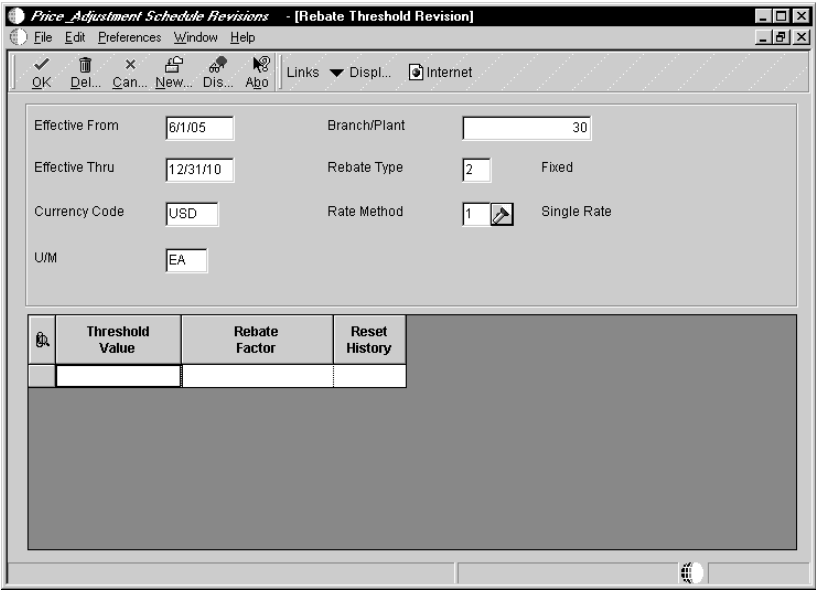 Price_Adjustment Schedule Revisions - [Rebate Threshold Revision]
File Edit Preferences Window Help
OK Del... Can... New... Dis... Abo Links Displ... Internet
Effective From 6/1/05 Branch/Plant 30
Effective Thru 12/31/10 Rebate Type 2 Fixed
Currency Code USD Rate Method 1 Single Rate
U/M EA
Threshold Value Rebate Factor Reset History